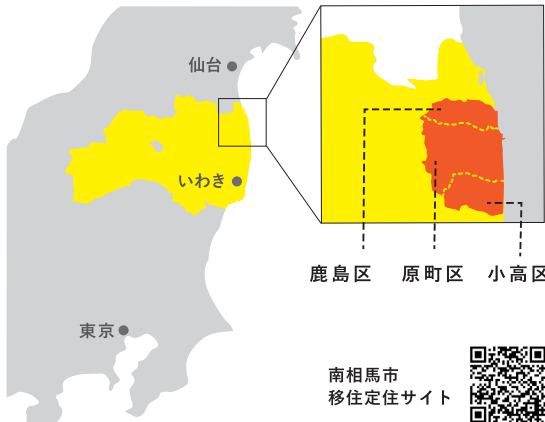 仙台
いわき
東京
鹿島区
原町区
小高区
南相馬市
移住定住サイト